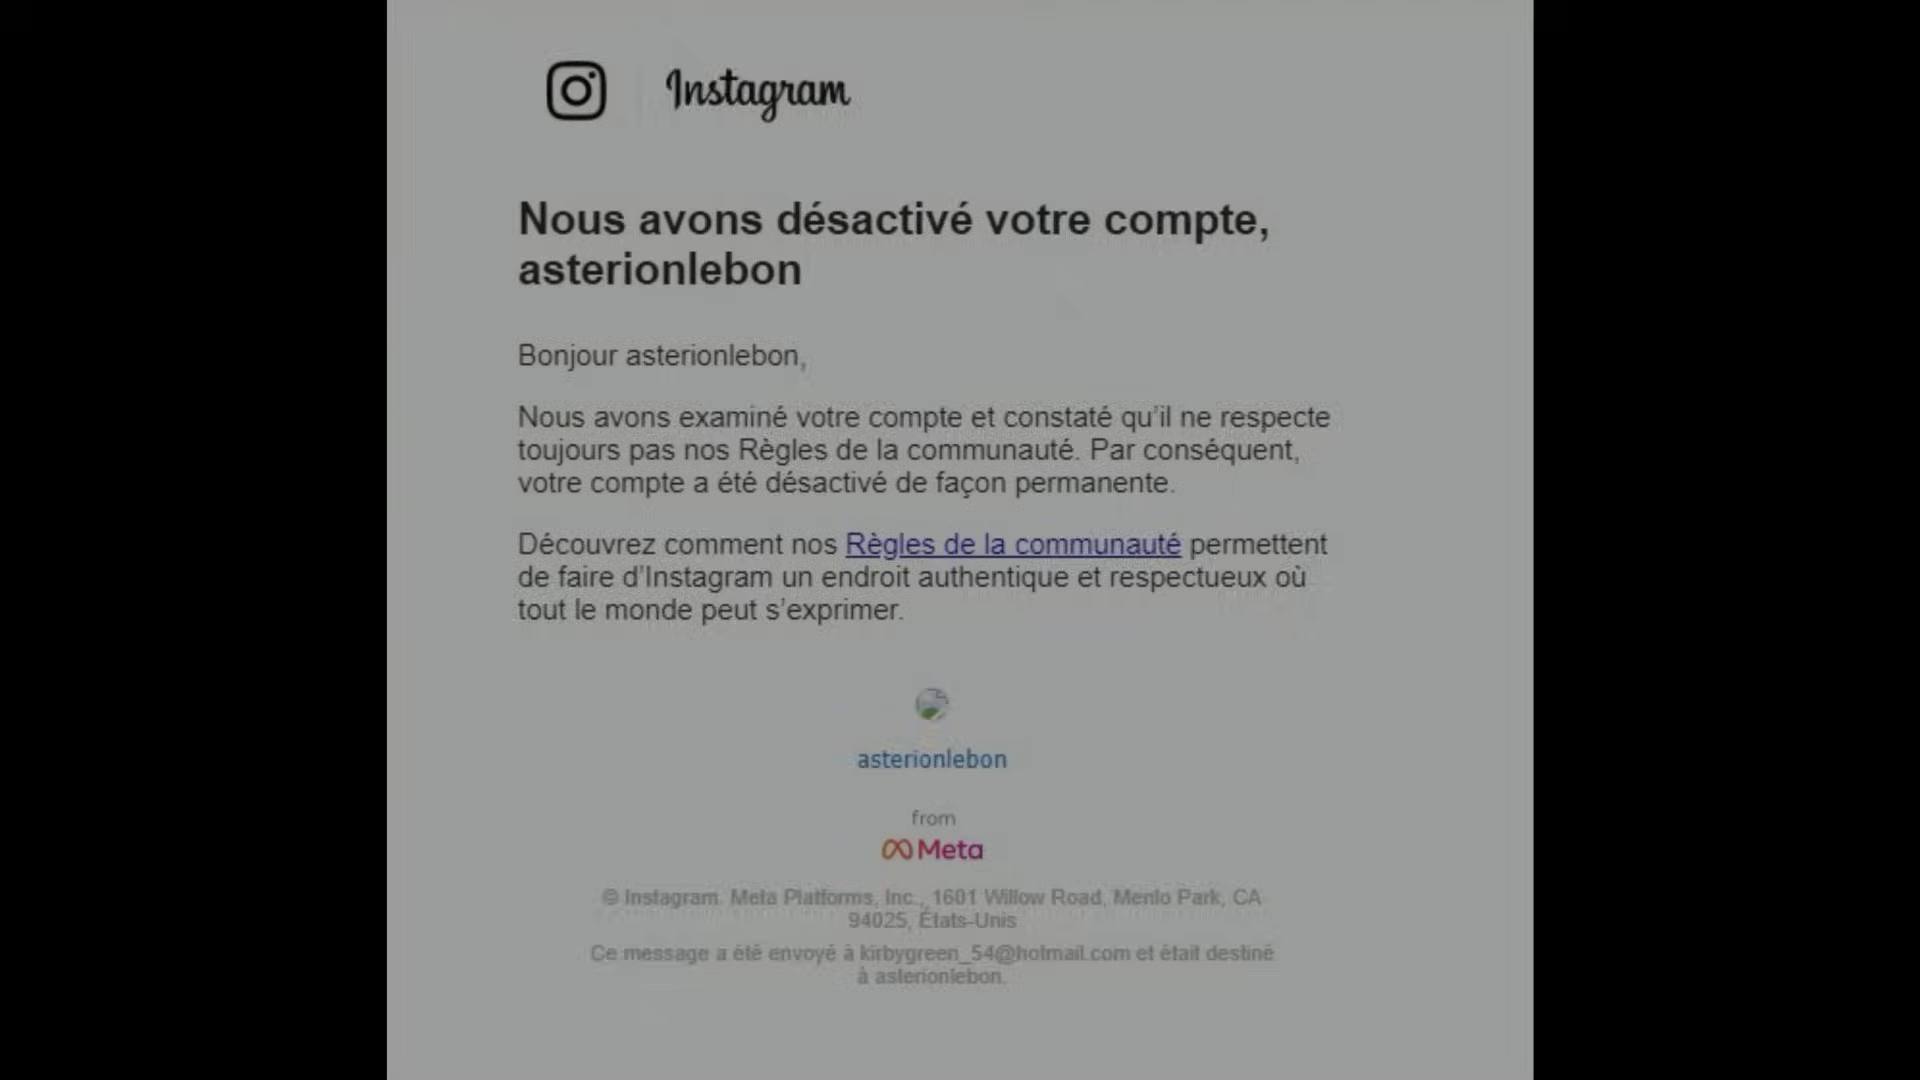 Instagram
Nous avons désactivé votre compte,
asterionlebon
Bonjour asterionlebon,
Nous avons examiné votre compte et constaté qu’il ne respecte
toujours pas nos Règles de la communauté. Par conséquent,
votre compte a été désactivé de façon permanente.
Découvrez comment nos Règles de la communauté permettent
de faire d’Instagram un endroit authentique et respectueux où
tout le monde peut s’exprimer.
asterionlebon
from
Meta
© Instagram. Meta Platforms, Inc., 1601 Willow Road, Menlo Park, CA
94025, États-Unis
Ce message a été envoyé à kirbygreen_54@hotmail.com et était destiné
à asterionlebon.